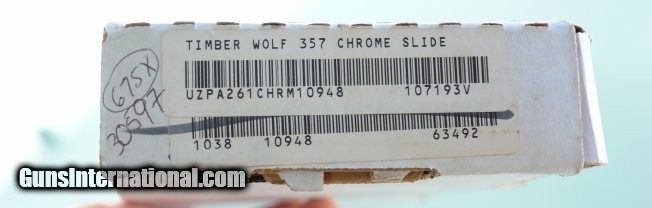 TIMBER WOLF 357 CHROME SLIDE
UZPA261CHRM10948 107193V
1038 10948 63492
675X
30597
GunsInternational.com